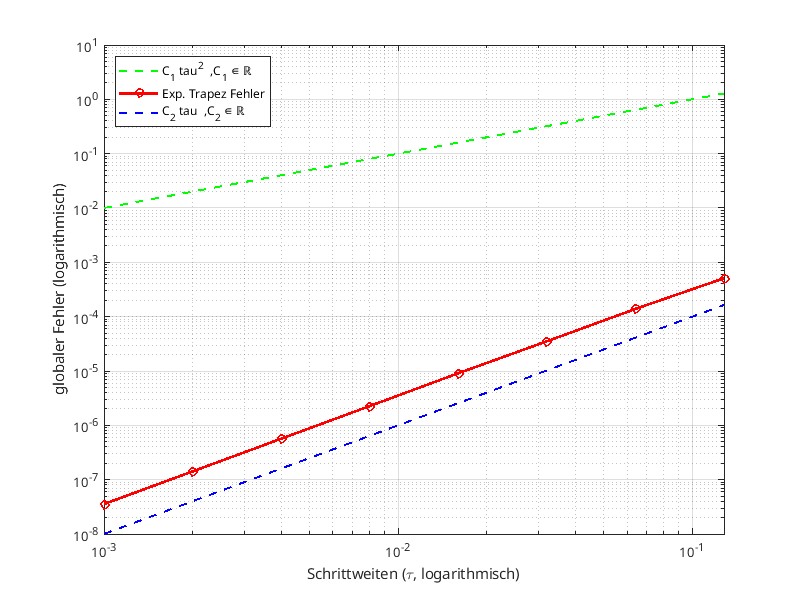 10^1
10^0
10^-1
10^-2
10^-3
10^-4
10^-5
10^-6
10^-7
10^-8
globaler Fehler (logarithmisch)
C_1 tau^2 ,C_1 ∈ ℝ
Exp. Trapez Fehler
C_2 tau ,C_2 ∈ ℝ
10^-3
10^-2
10^-1
Schrittweiten (τ, logarithmisch)